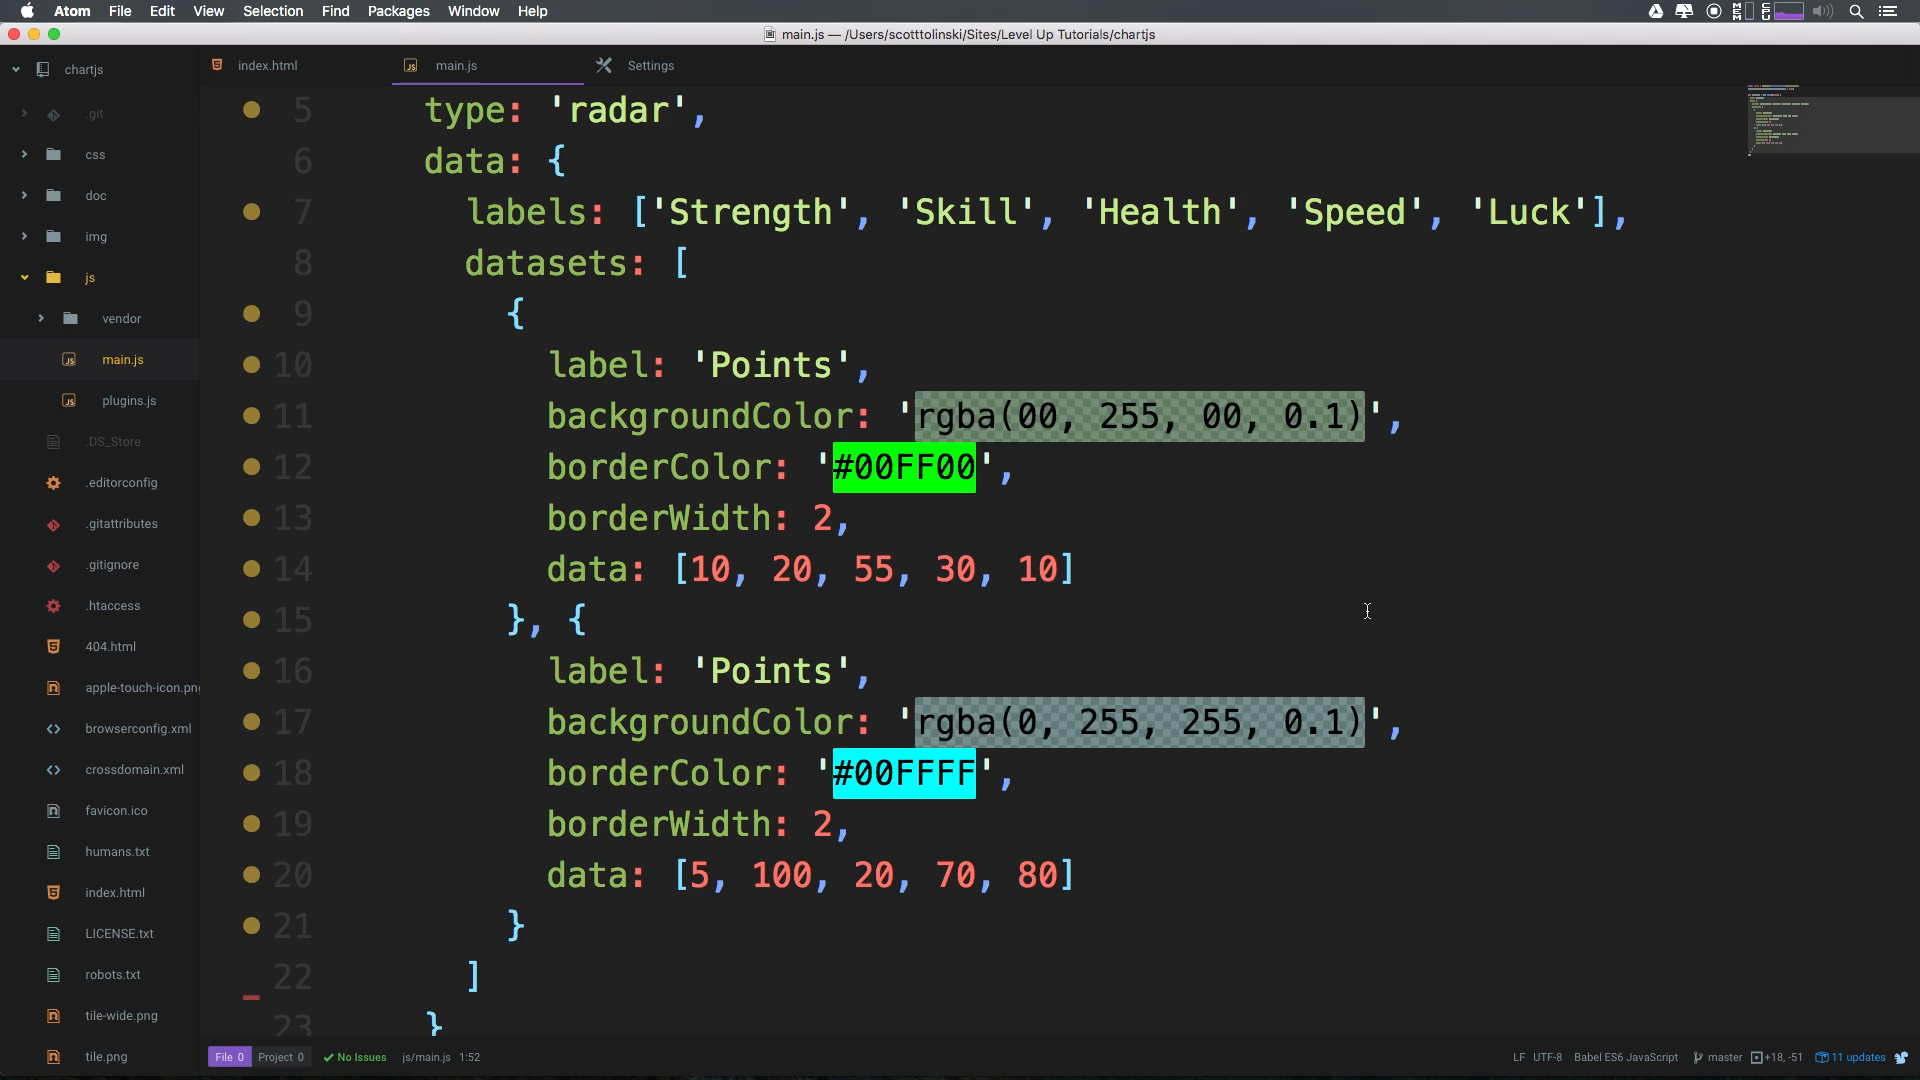 Atom File Edit View Selection Find Packages Window Help
main.js — /Users/scotttolinski/Sites/Level Up Tutorials/chartjs
chartjs
index.html
main.js
Settings
.git
css
doc
img
js
vendor
main.js
plugins.js
.DS_Store
.editorconfig
.gitattributes
.gitignore
.htaccess
404.html
apple-touch-icon.pn
browserconfig.xml
crossdomain.xml
favicon.ico
humans.txt
index.html
LICENSE.txt
robots.txt
tile-wide.png
tile.png
5 type: 'radar',
6 data: {
7 labels: ['Strength', 'Skill', 'Health', 'Speed', 'Luck'],
8 datasets: [
9 {
10 label: 'Points',
11 backgroundColor: 'rgba(00, 255, 00, 0.1)',
12 borderColor: '#00FF00',
13 borderWidth: 2,
14 data: [10, 20, 55, 30, 10]
15 }, {
16 label: 'Points',
17 backgroundColor: 'rgba(0, 255, 255, 0.1)',
18 borderColor: '#00FFFF',
19 borderWidth: 2,
20 data: [5, 100, 20, 70, 80]
21 }
22 ]
23 }
File 0 Project 0 No Issues js/main.js 1:52
LF UTF-8 Babel ES6 JavaScript master +18, -51 11 updates